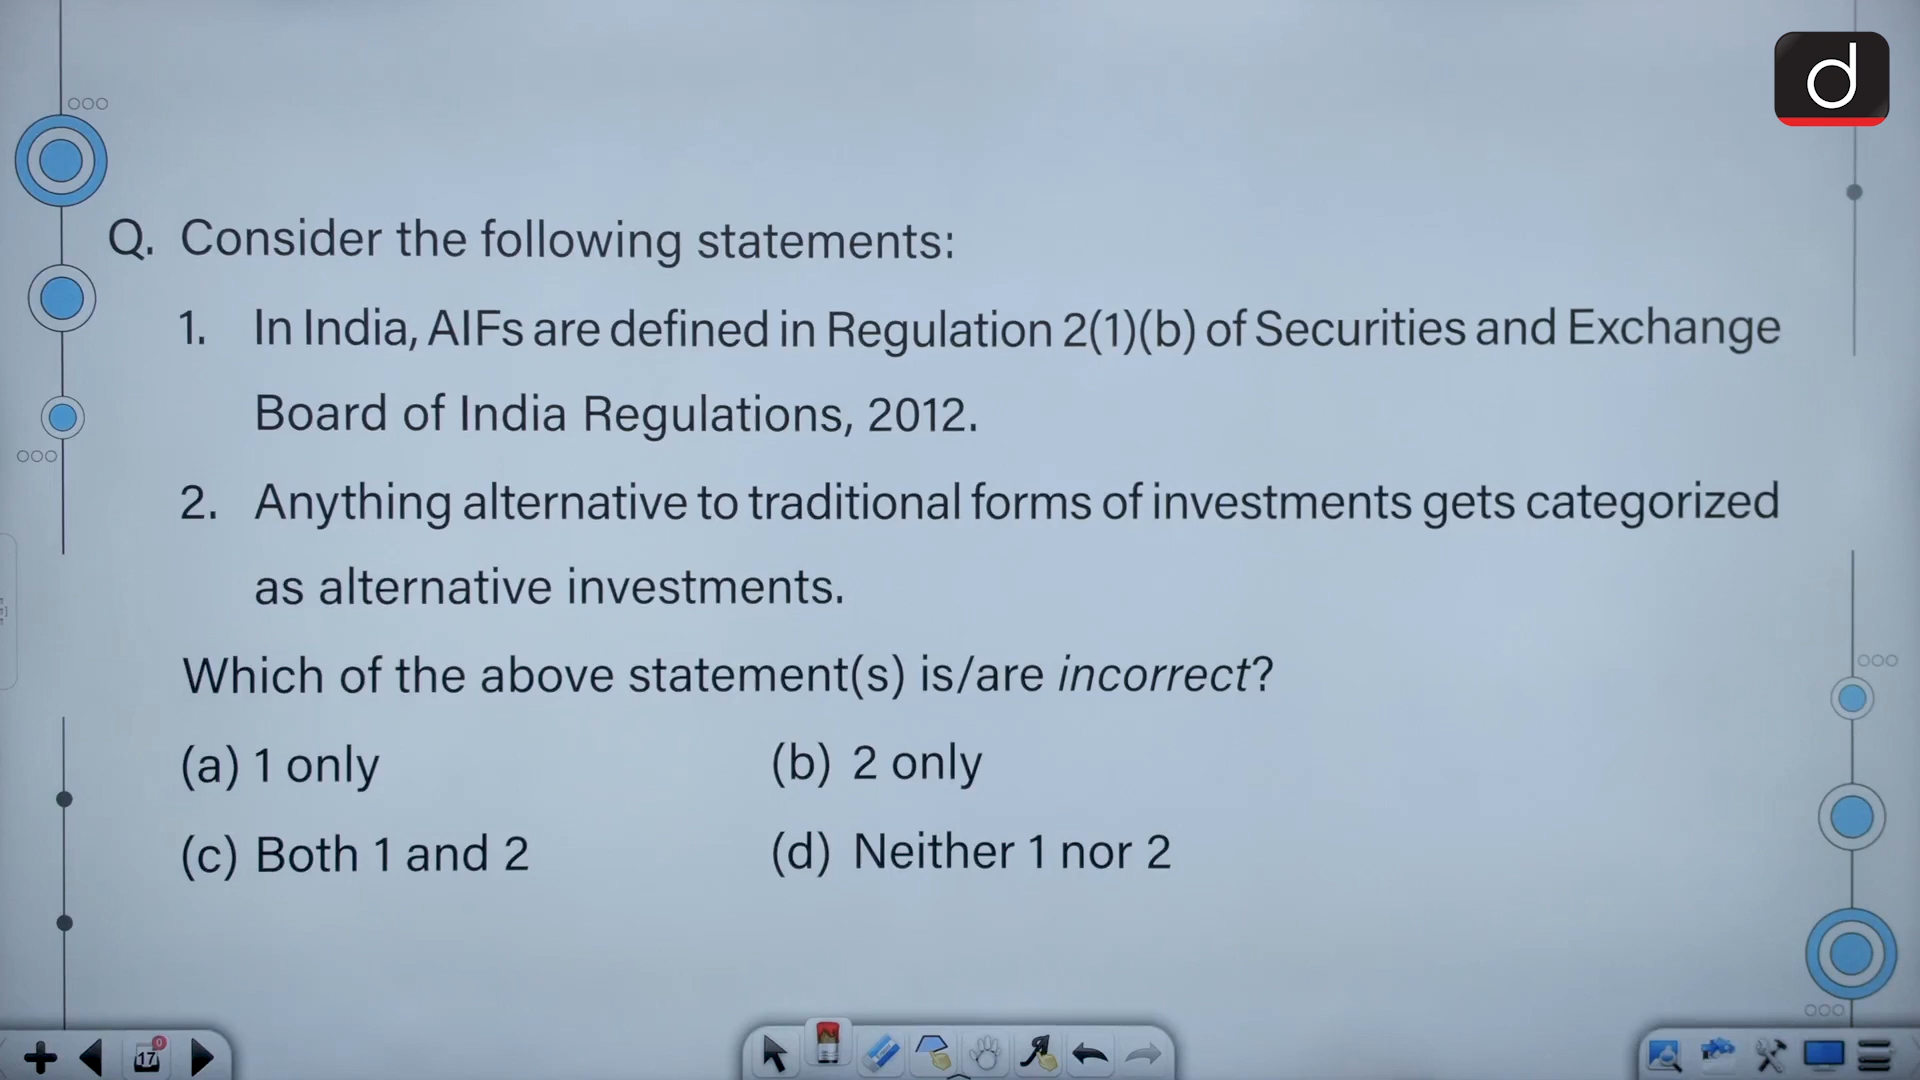 d
Q. Consider the following statements:
1. In India, AIFs are defined in Regulation 2(1)(b) of Securities and Exchange
Board of India Regulations, 2012.
2. Anything alternative to traditional forms of investments gets categorized
as alternative investments.
Which of the above statement(s) is/are incorrect?
(a) 1 only (b) 2 only
(c) Both 1 and 2 (d) Neither 1 nor 2
17 0